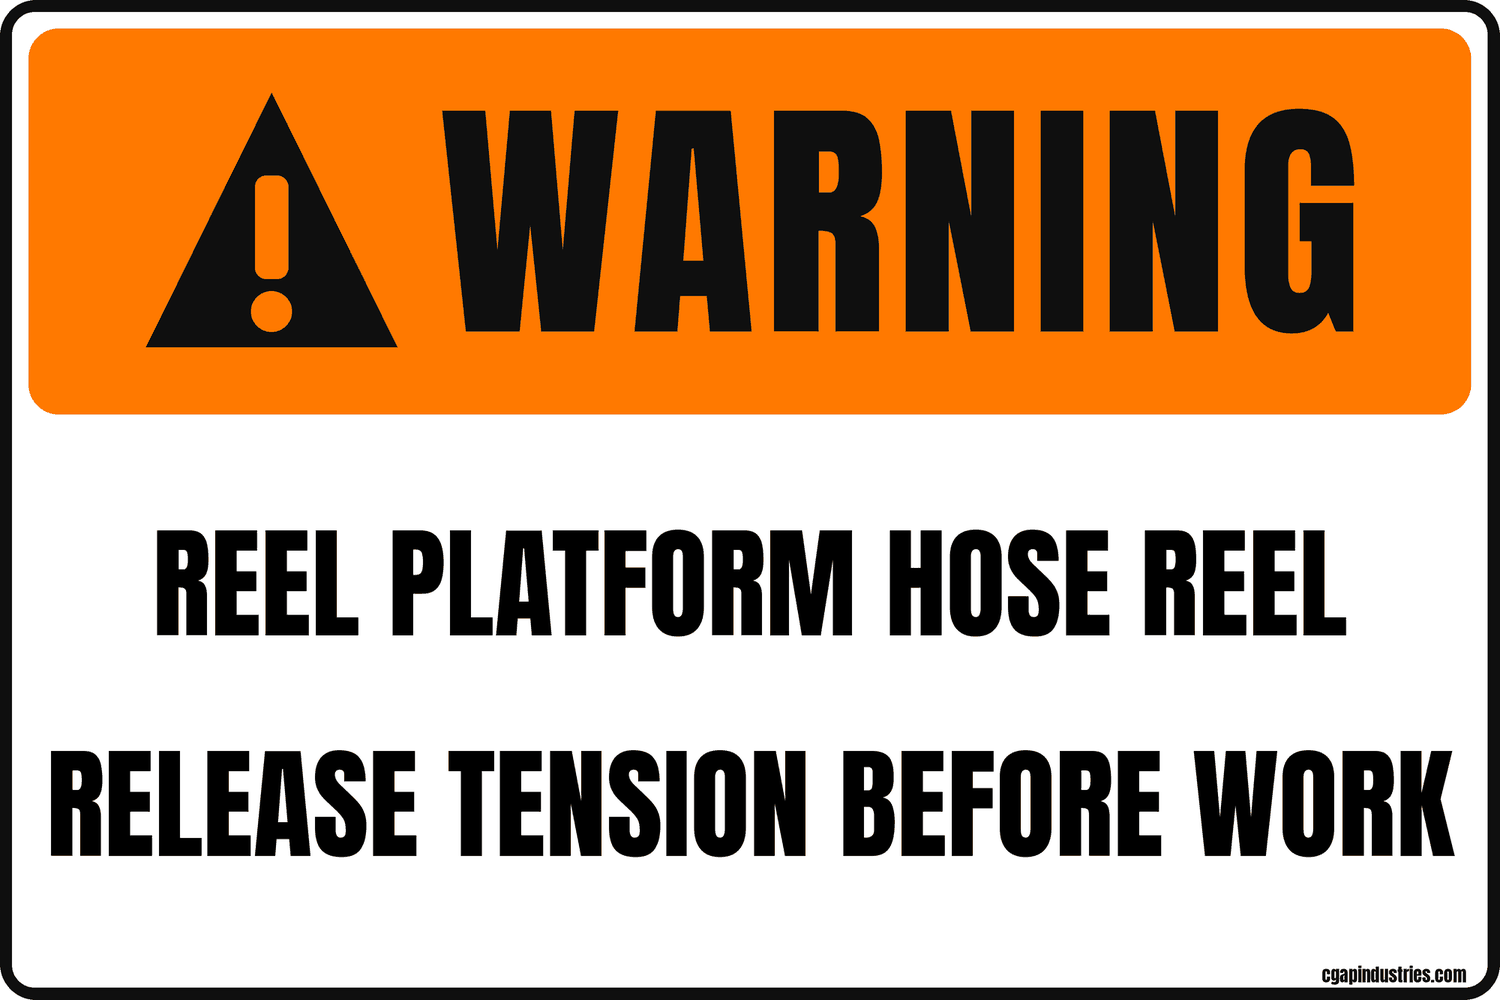 WARNING
REEL PLATFORM HOSE REEL
RELEASE TENSION BEFORE WORK
cgapindustries.com